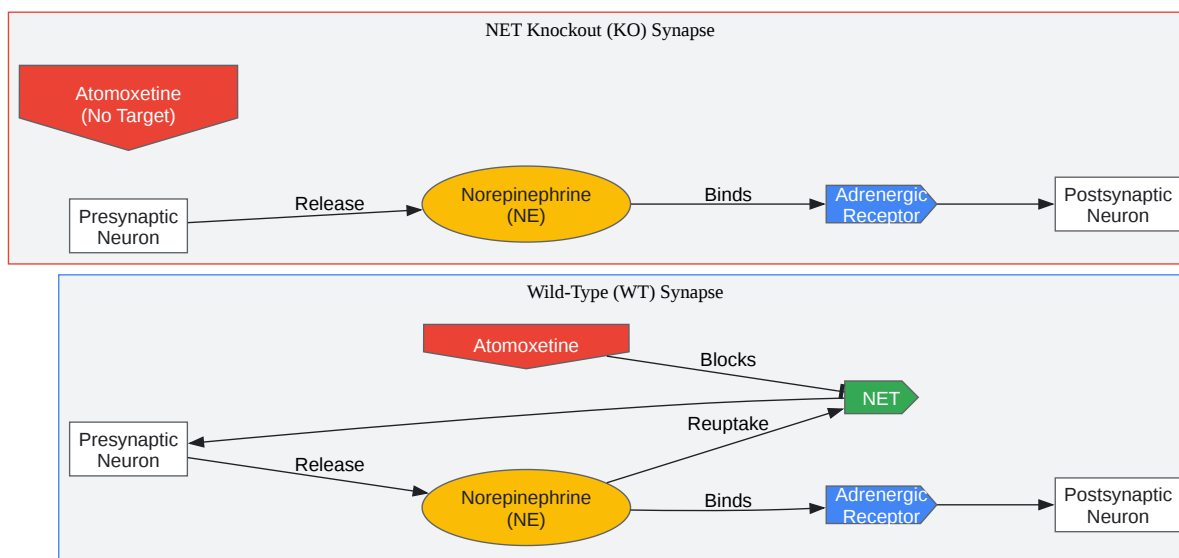 NET Knockout (KO) Synapse
Atomoxetine
(No Target)
Presynaptic
Neuron
Release
Norepinephrine
(NE)
Binds
Adrenergic
Receptor
Postsynaptic
Neuron
Wild-Type (WT) Synapse
Atomoxetine
Blocks
NET
Reuptake
Presynaptic
Neuron
Release
Norepinephrine
(NE)
Binds
Adrenergic
Receptor
Postsynaptic
Neuron